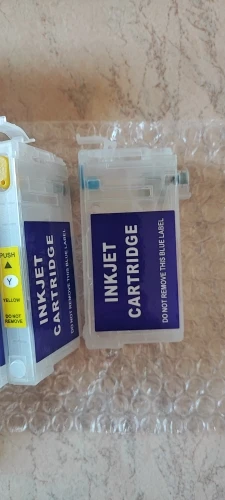 PUSH
Y
YELLOW
DO NOT
REMOVE
INKJET
CARTRIDGE
DO NOT REMOVE THIS BLUE LABEL
INKJET
CARTRIDGE
DO NOT REMOVE THIS BLUE LABEL